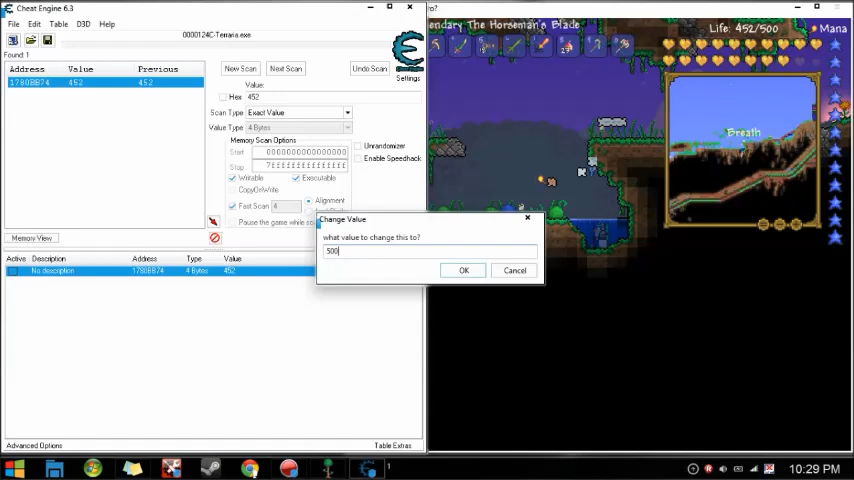 Cheat Engine 6.3
File Edit Table D3D Help
0000124C-Terraria.exe
Found: 1
Address Value Previous
1780BB74 452 452
New Scan Next Scan Undo Scan
Settings
Value:
Hex 452
Scan Type Exact Value
Value Type 4 Bytes
Memory Scan Options
Start 0000000000000000
Stop 7fffffffffffffff
Writable Executable
CopyOnWrite
Fast Scan 4 Alignment
Pause the game while
Unrandomizer
Enable Speedhack
Memory View
Active Description Address Type Value
No description 1780BB74 4 Bytes 452
Advanced Options Table Extras
Change Value
what value to change this to?
500
OK Cancel
endary The Horseman's Blade
Life: 452/500 Mana
Breath
10:29 PM